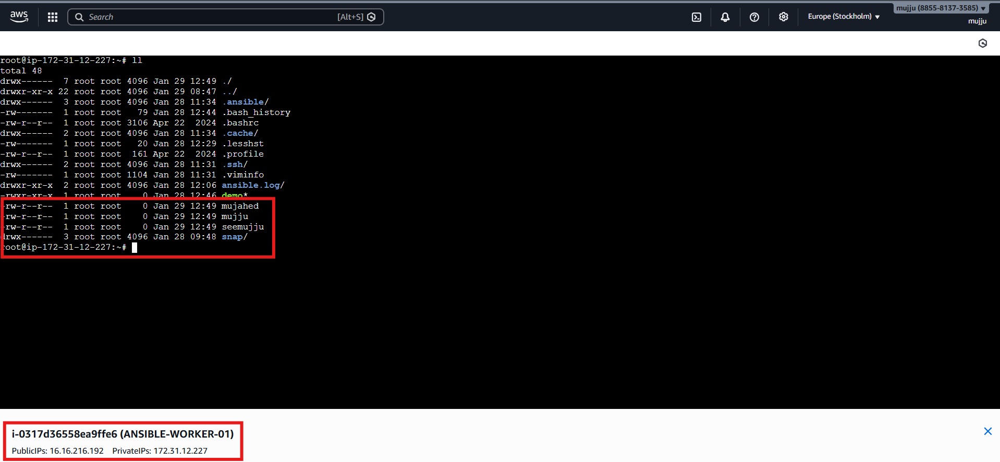 aws
Search [Alt+S]
Europe (Stockholm)
mujju (8855-8137-3585)
mujju
root@ip-172-31-12-227:~# ll
total 48
drwx------  7 root root 4096 Jan 29 12:49 ./
drwxr-xr-x 22 root root 4096 Jan 29 08:47 ../
drwx------  3 root root 4096 Jan 28 11:34 .ansible/
-rw-------  1 root root   79 Jan 28 12:44 .bash_history
-rw-r--r--  1 root root 3106 Apr 22  2024 .bashrc
drwx------  2 root root 4096 Jan 28 11:34 .cache/
-rw-------  1 root root   20 Jan 28 12:29 .lesshst
-rw-r--r--  1 root root  161 Apr 22  2024 .profile
drwx------  2 root root 4096 Jan 28 11:31 .ssh/
-rw-------  1 root root 1104 Jan 28 11:31 .viminfo
drwxr-xr-x  2 root root 4096 Jan 28 12:06 ansible.log/
-rwxr-xr-x  1 root root    0 Jan 28 12:46 demo*
-rw-r--r--  1 root root    0 Jan 29 12:49 mujahed
-rw-r--r--  1 root root    0 Jan 29 12:49 mujju
-rw-r--r--  1 root root    0 Jan 29 12:49 seemujju
drwx------  3 root root 4096 Jan 28 09:48 snap/
root@ip-172-31-12-227:~#
i-0317d36558ea9ffe6 (ANSIBLE-WORKER-01)
PublicIPs: 16.16.216.192 PrivateIPs: 172.31.12.227